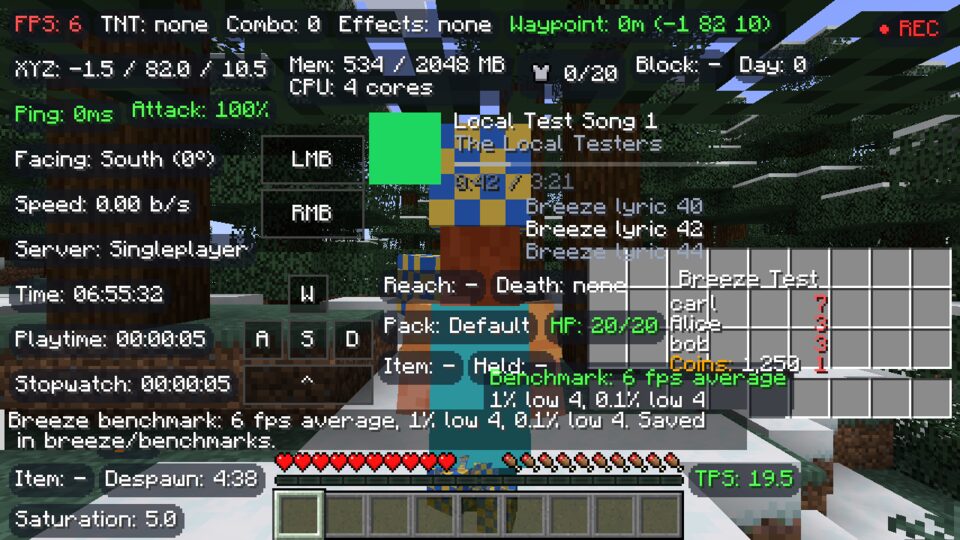 FPS: 6 TNT: none Combo: 0 Effects: none Waypoint: 0m (-1 82 10) REC
XYZ: -1.5 / 82.0 / 10.5 Mem: 534 / 2048 MB 0/20 Block: - Day: 0
CPU: 4 cores
Ping: 0ms Attack: 100%
Local Test Song 1
The Local Testers
Facing: South (0°) LMB
0:42 / 3:21
Speed: 0.00 b/s RMB
Breeze lyric 40
Breeze lyric 42
Breeze lyric 44
Server: Singleplayer
Reach: - Death: none
Breeze Test
Time: 06:55:32 W
carl 7
Alice 3
bob 3
Coins: 1,250 1
Pack: Default HP: 20/20
Playtime: 00:00:05 A S D
Item: - Held: -
Stopwatch: 00:00:05 ^
Benchmark: 6 fps average
1% low 4, 0.1% low 4
Breeze benchmark: 6 fps average, 1% low 4, 0.1% low 4. Saved
in breeze/benchmarks.
Item: - Despawn: 4:38 TPS: 19.5
Saturation: 5.0